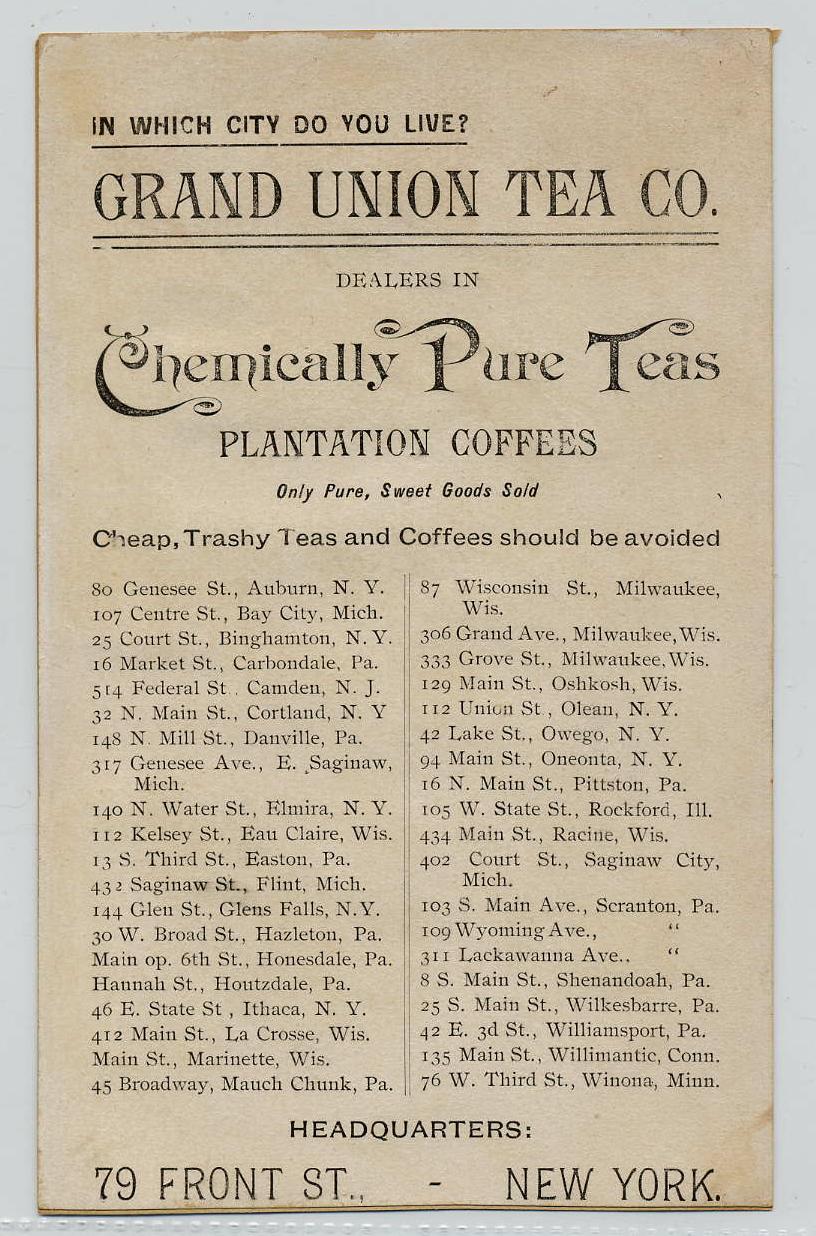 IN WHICH CITY DO YOU LIVE?
GRAND UNION TEA CO.
DEALERS IN
Chemically Pure Teas
PLANTATION COFFEES
Only Pure, Sweet Goods Sold
Cheap, Trashy Teas and Coffees should be avoided
80 Genesee St., Auburn, N. Y.
107 Centre St., Bay City, Mich.
25 Court St., Binghamton, N. Y.
16 Market St., Carbondale, Pa.
514 Federal St. Camden, N. J.
32 N. Main St., Cortland, N. Y
148 N. Mill St., Danville, Pa.
317 Genesee Ave., E. Saginaw,
Mich.
140 N. Water St., Elmira, N. Y.
112 Kelsey St., Eau Claire, Wis.
13 S. Third St., Easton, Pa.
432 Saginaw St., Flint, Mich.
144 Glen St., Glens Falls, N.Y.
30 W. Broad St., Hazleton, Pa.
Main op. 6th St., Honesdale, Pa.
Hannah St., Houtzdale, Pa.
46 E. State St , Ithaca, N. Y.
412 Main St., La Crosse, Wis.
Main St., Marinette, Wis.
45 Broadway, Mauch Chunk, Pa.
87 Wisconsin St., Milwaukee,
Wis.
306 Grand Ave., Milwaukee, Wis.
333 Grove St., Milwaukee, Wis.
129 Main St., Oshkosh, Wis.
112 Union St., Olean, N. Y.
42 Lake St., Owego, N. Y.
94 Main St., Oneonta, N. Y.
16 N. Main St., Pittston, Pa.
105 W. State St., Rockford, Ill.
434 Main St., Racine, Wis.
402 Court St., Saginaw City,
Mich.
103 S. Main Ave., Scranton, Pa.
109 Wyoming Ave., "
311 Lackawanna Ave., "
8 S. Main St., Shenandoah, Pa.
25 S. Main St., Wilkesbarre, Pa.
42 E. 3d St., Williamsport, Pa.
135 Main St., Willimantic, Conn.
76 W. Third St., Winona, Minn.
HEADQUARTERS:
79 FRONT ST., - NEW YORK.